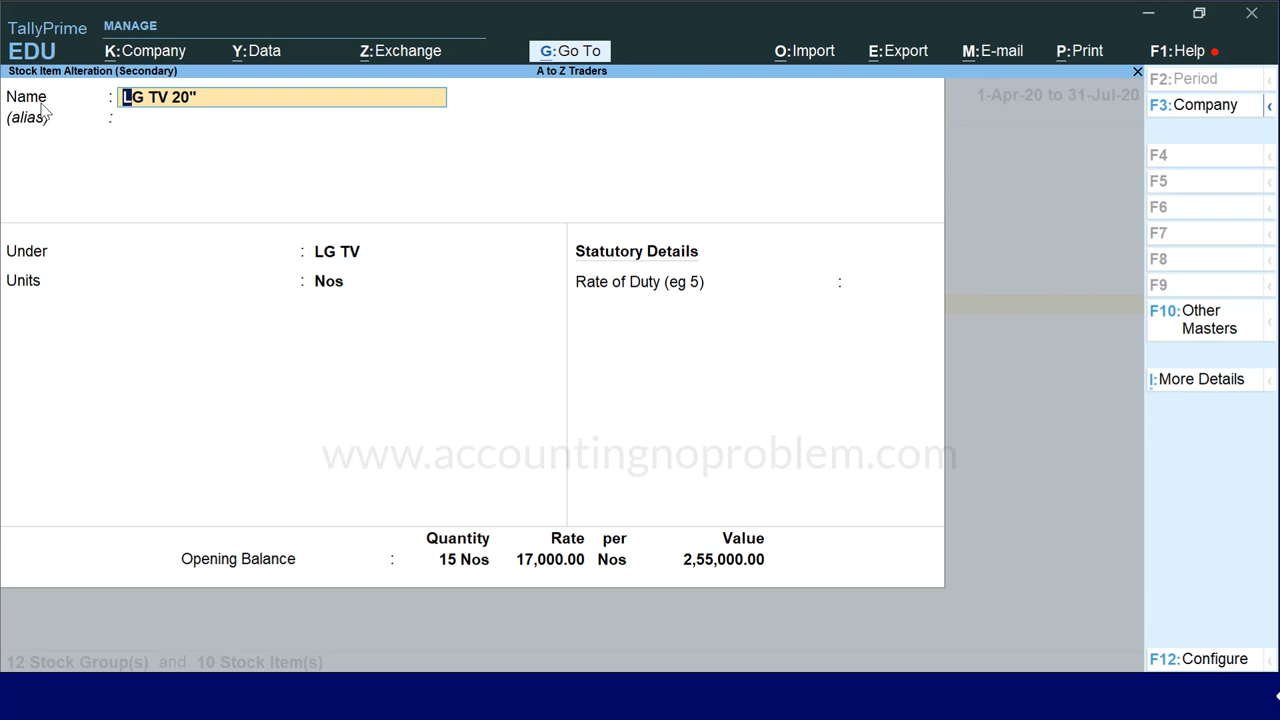 TallyPrime MANAGE
EDU K:Company Y:Data Z:Exchange G:Go To O:Import E:Export M:E-mail P:Print F1:Help
Stock Item Alteration (Secondary) A to Z Traders
Name : LG TV 20"
(alias) :
1-Apr-20 to 31-Jul-20
Under : LG TV
Units : Nos
Statutory Details
Rate of Duty (eg 5) :
www.accountingnoproblem.com
Quantity Rate per Value
Opening Balance : 15 Nos 17,000.00 Nos 2,55,000.00
12 Stock Group(s) and 10 Stock Item(s)
F2:Period
F3:Company
F4
F5
F6
F7
F8
F9
F10:Other
Masters
I:More Details
F12:Configure